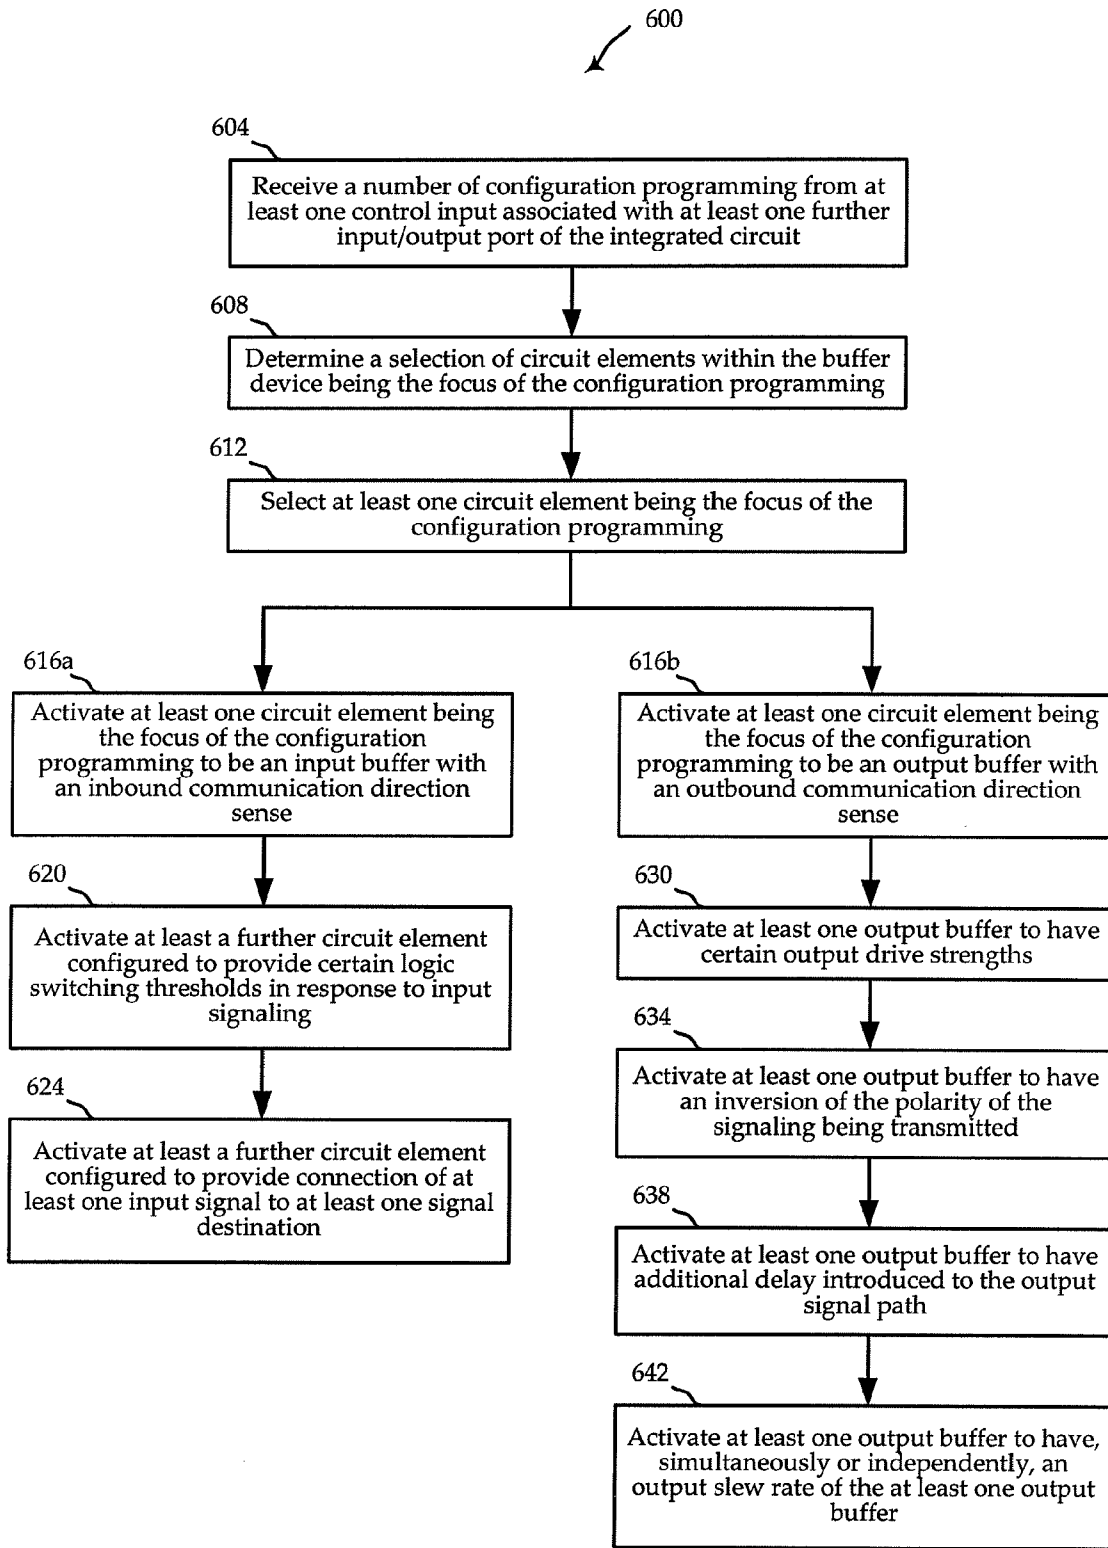 600
604
Receive a number of configuration programming from at
least one control input associated with at least one further
input/output port of the integrated circuit
608
Determine a selection of circuit elements within the buffer
device being the focus of the configuration programming
612
Select at least one circuit element being the focus of the
configuration programming
616a
Activate at least one circuit element being
the focus of the configuration
programming to be an input buffer with
an inbound communication direction
sense
620
Activate at least a further circuit element
configured to provide certain logic
switching thresholds in response to input
signaling
624
Activate at least a further circuit element
configured to provide connection of at
least one input signal to at least one signal
destination
616b
Activate at least one circuit element being
the focus of the configuration
programming to be an output buffer with
an outbound communication direction
sense
630
Activate at least one output buffer to have
certain output drive strengths
634
Activate at least one output buffer to have
an inversion of the polarity of the
signaling being transmitted
638
Activate at least one output buffer to have
additional delay introduced to the output
signal path
642
Activate at least one output buffer to have,
simultaneously or independently, an
output slew rate of the at least one output
buffer